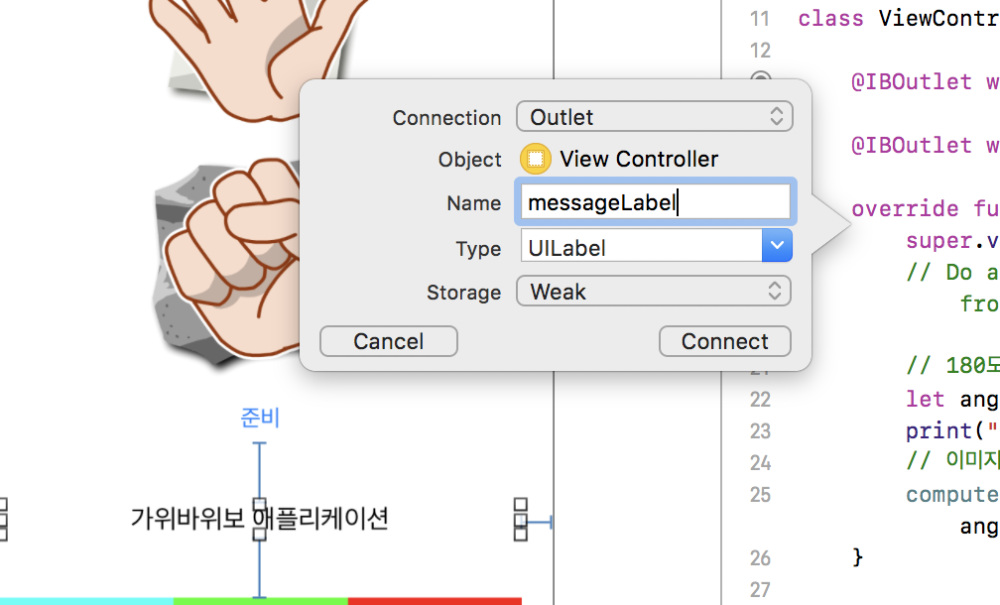 Connection Outlet
Object View Controller
Name messageLabel
Type UILabel
Storage Weak
Cancel Connect
준비
가위바위보 애플리케이션
11 class ViewContr
12
@IBOutlet w
@IBOutlet w
override fu
super.v
// Do a
fro
// 180도
22 let ang
23 print("
24 // 이미지
25 compute
ang
26 }
27